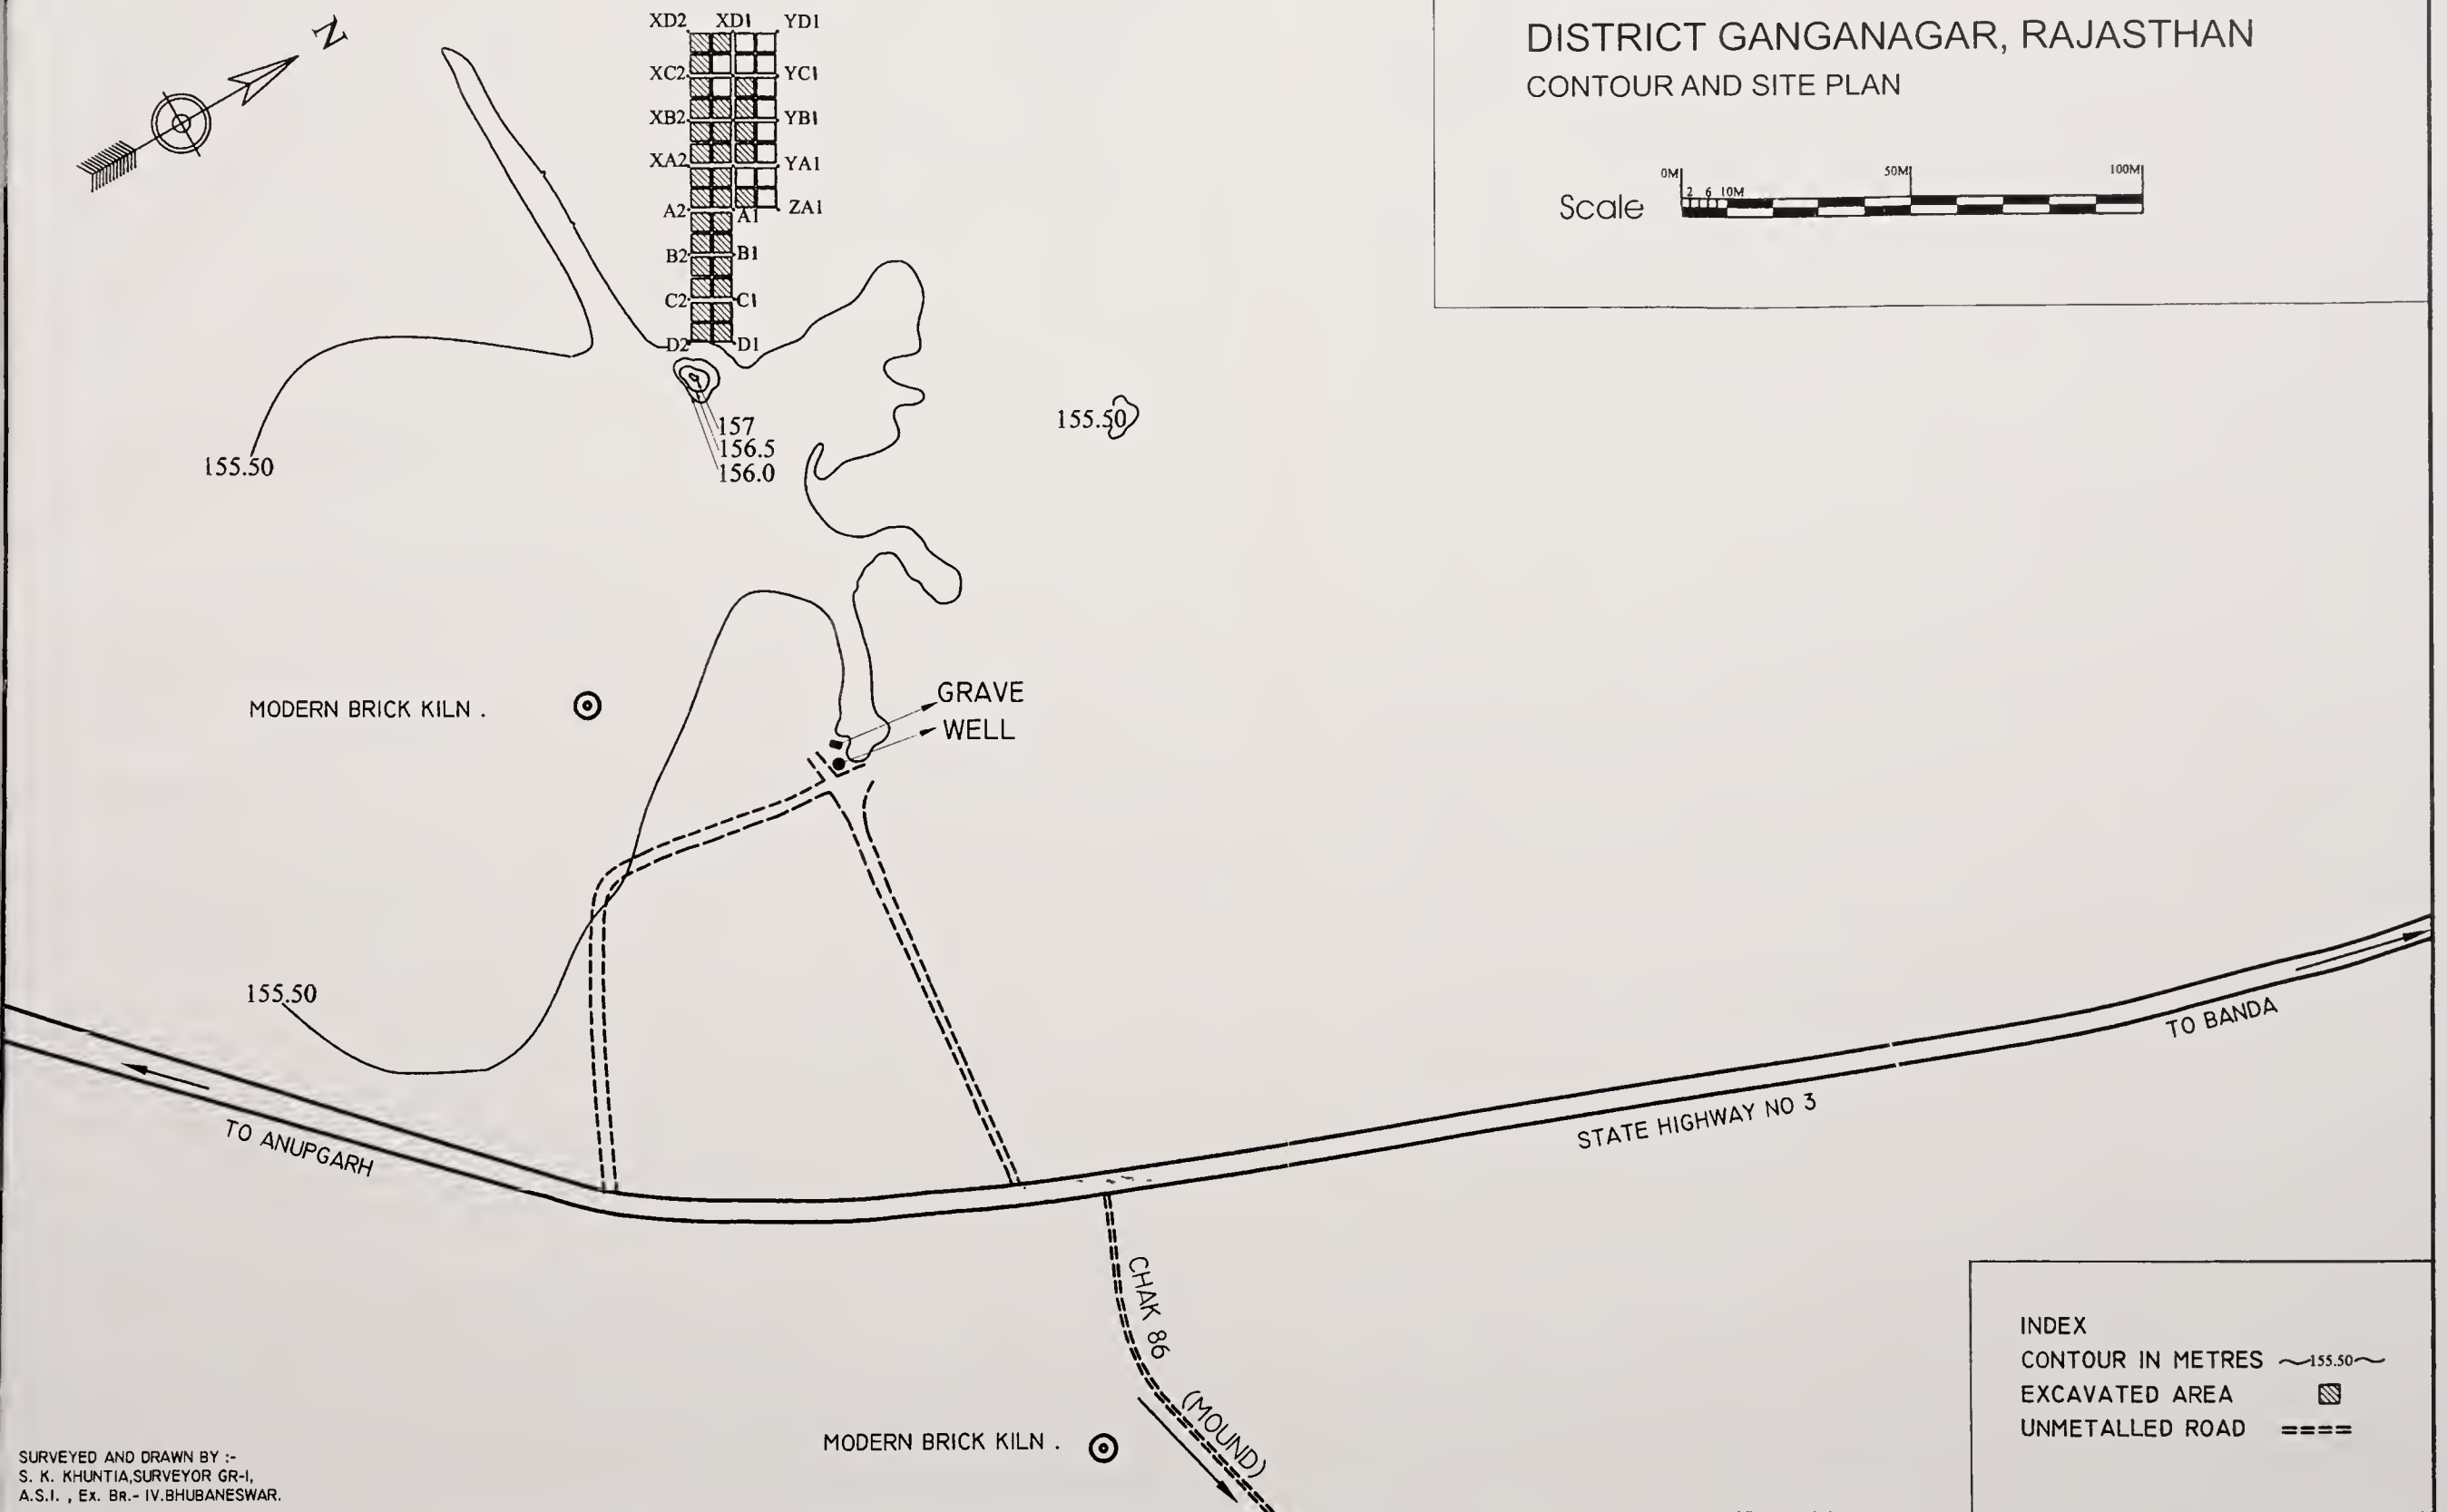 DISTRICT GANGANAGAR, RAJASTHAN
CONTOUR AND SITE PLAN
Scale
0M 2 6 10M 50M 100M
N
XD2 XD1 YD1
XC2 YC1
XB2 YB1
XA2 YA1
A2 A1 ZA1
B2 B1
C2 C1
D2 D1
157
156.5
156.0
155.50
155.50
MODERN BRICK KILN .
GRAVE
WELL
155.50
TO ANUPGARH
STATE HIGHWAY NO 3
TO BANDA
CHAK 86
(MOUND)
MODERN BRICK KILN .
INDEX
CONTOUR IN METRES 155.50
EXCAVATED AREA
UNMETALLED ROAD
SURVEYED AND DRAWN BY :-
S. K. KHUNTIA,SURVEYOR GR-I,
A.S.I. , EX. BR.- IV.BHUBANESWAR.